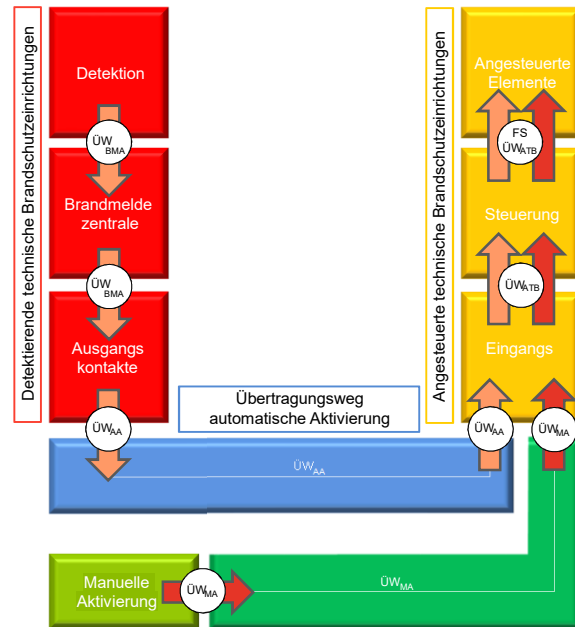 Detektierende technische Brandschutzeinrichtungen
Detektion
ÜW BMA
Brandmelde
zentrale
ÜW BMA
Ausgangs
kontakte
ÜW AA
Übertragungsweg
automatische Aktivierung
ÜW AA
Angesteuerte technische Brandschutzeinrichtungen
Angesteuerte
Elemente
FS
ÜW ATB
Steuerung
ÜW ATB
Eingangs
ÜW AA
ÜW MA
Manuelle
Aktivierung
ÜW MA
ÜW MA